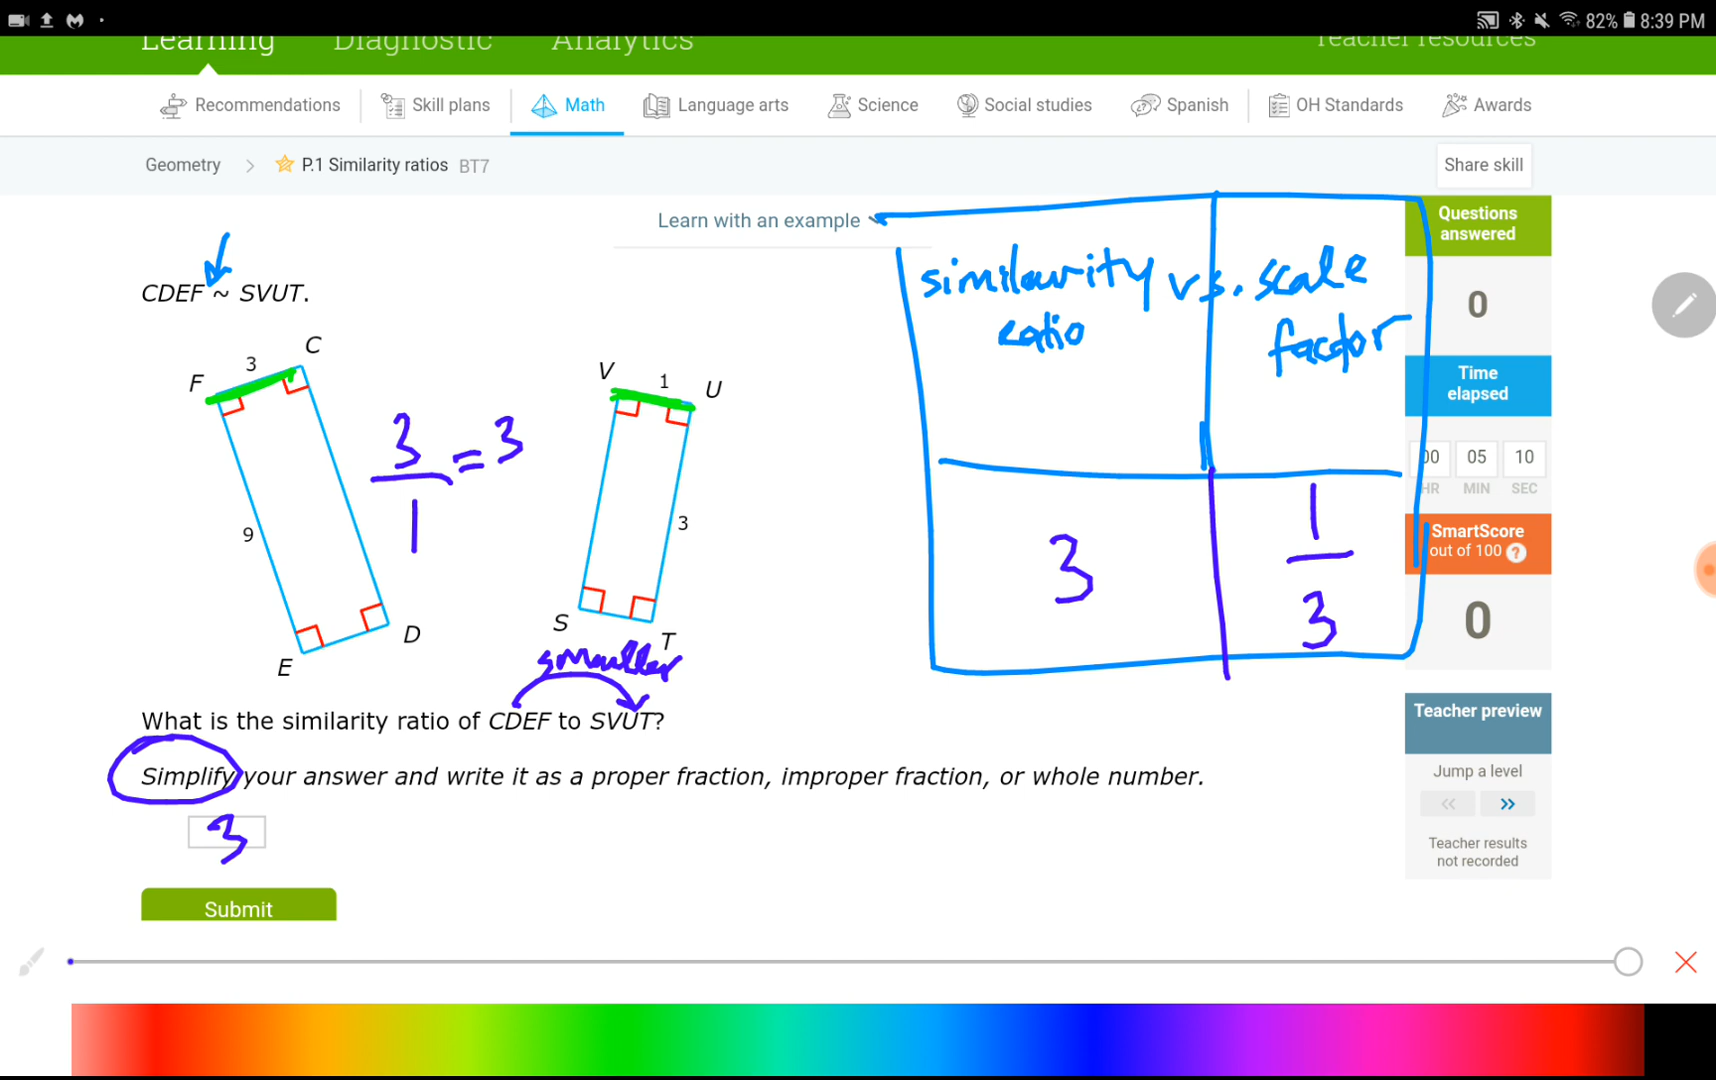 82% 8:39 PM
Learning Diagnostic Analytics Teacher resources
Recommendations Skill plans Math Language arts Science Social studies Spanish OH Standards Awards
Geometry > P.1 Similarity ratios BT7
Share skill
Learn with an example
CDEF ~ SVUT.
F 3 C
9
E D
3
1
= 3
V 1 U
3
S T
smaller
similarity vs. scale
ratio factor
3
1
3
What is the similarity ratio of CDEF to SVUT?
Simplify your answer and write it as a proper fraction, improper fraction, or whole number.
3
Submit
Questions
answered
0
Time
elapsed
00 05 10
HR MIN SEC
SmartScore
out of 100 ?
0
Teacher preview
Jump a level
<< >>
Teacher results
not recorded